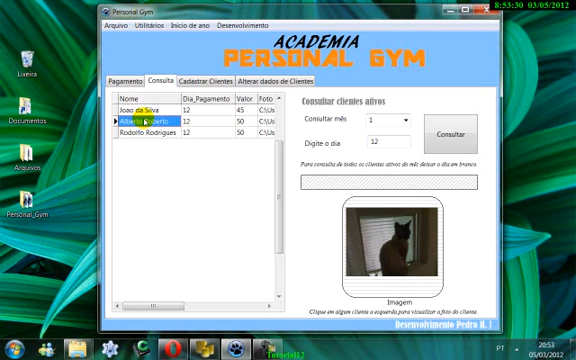 8:53:30 03/05/2012
Personal Gym
Arquivo Utilitários Início de ano Desenvolvimento
ACADEMIA
PERSONAL GYM
Pagamento Consulta Cadastrar Clientes Alterar dados de Clientes
Nome Dia_Pagamento Valor Foto
Joao da Silva 12 45 C:\Us
Alberto Roberto 12 50 C:\Us
Rodolfo Rodrigues 12 50 C:\Us
Consultar clientes ativos
Consultar mês 1
Digite o dia 12
Consultar
Para consulta de todos os clientes ativos do mês deixar o dia em branco.
Imagem
Clique em algum cliente a esquerda para visualizar a foto do cliente.
Desenvolvimento Pedro H. J
Lixeira
Documentos
Arquivos
Personal_Gym
Tutorial12
PT
20:53
05/03/2012